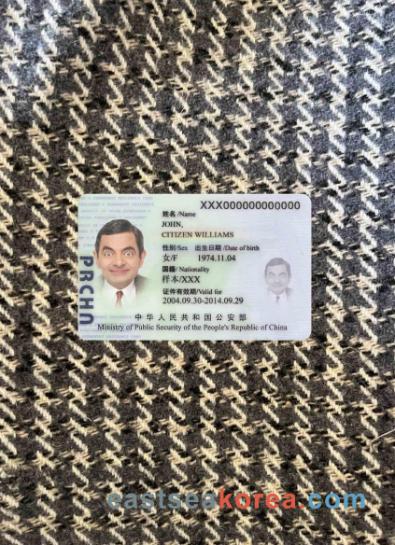 XXX000000000000
姓名/Name
JOHN,
CITIZEN WILLIAMS
性别/Sex 出生日期/Date of birth
女/F 1974.11.04
国籍/Nationality
样本/XXX
证件有效期/Valid for
2004.09.30-2014.09.29
PRCHN
中华人民共和国公安部
Ministry of Public Security of the People's Republic of China
eastseakorea.com